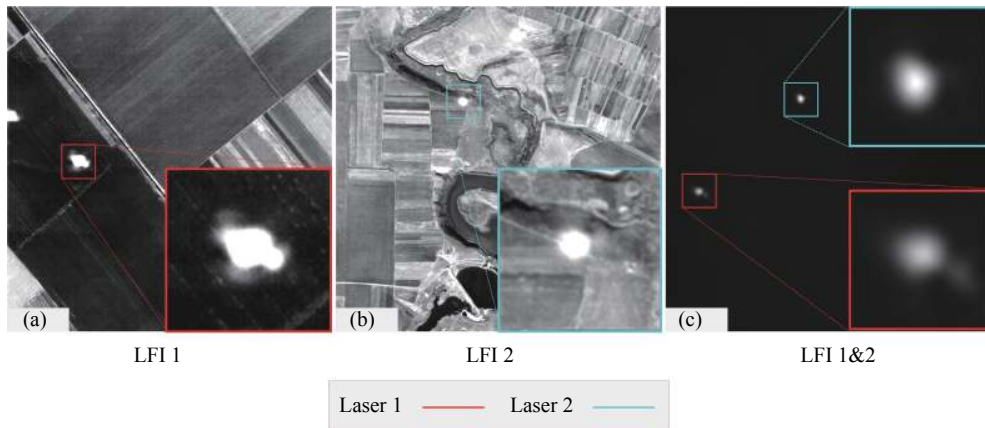 (a)
(b)
(c)
LFI 1
LFI 2
LFI 1&2
Laser 1
Laser 2